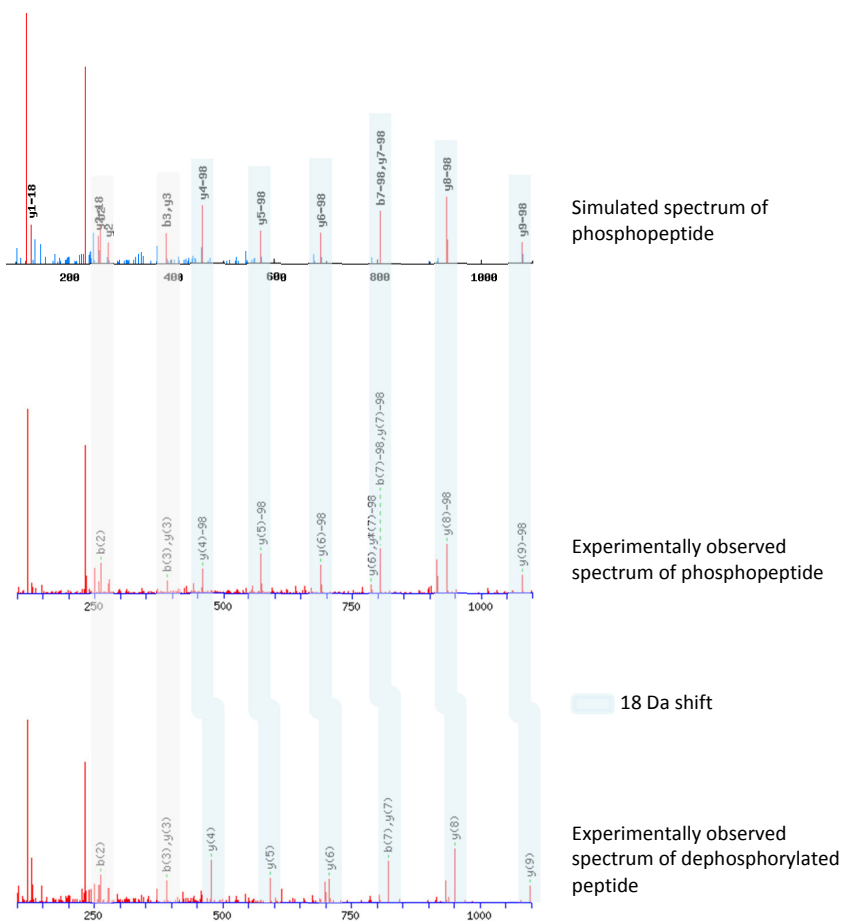 y1-18
y2-18
b2
y2
b3,y3
y4-98
y5-98
y6-98
b7-98,y7-98
y8-98
y9-98
Simulated spectrum of
phosphopeptide
200 400 600 800 1000
b(2)
b(3),y(3)
y(4)-98
y(5)-98
y(6)-98
y(6),y*(7)-98
b(7)-98,y(7)-98
y(8)-98
y(9)-98
Experimentally observed
spectrum of phosphopeptide
250 500 750 1000
18 Da shift
b(2)
b(3),y(3)
y(4)
y(5)
y(6)
b(7),y(7)
y(8)
y(9)
Experimentally observed
spectrum of dephosphorylated
peptide
250 500 750 1000